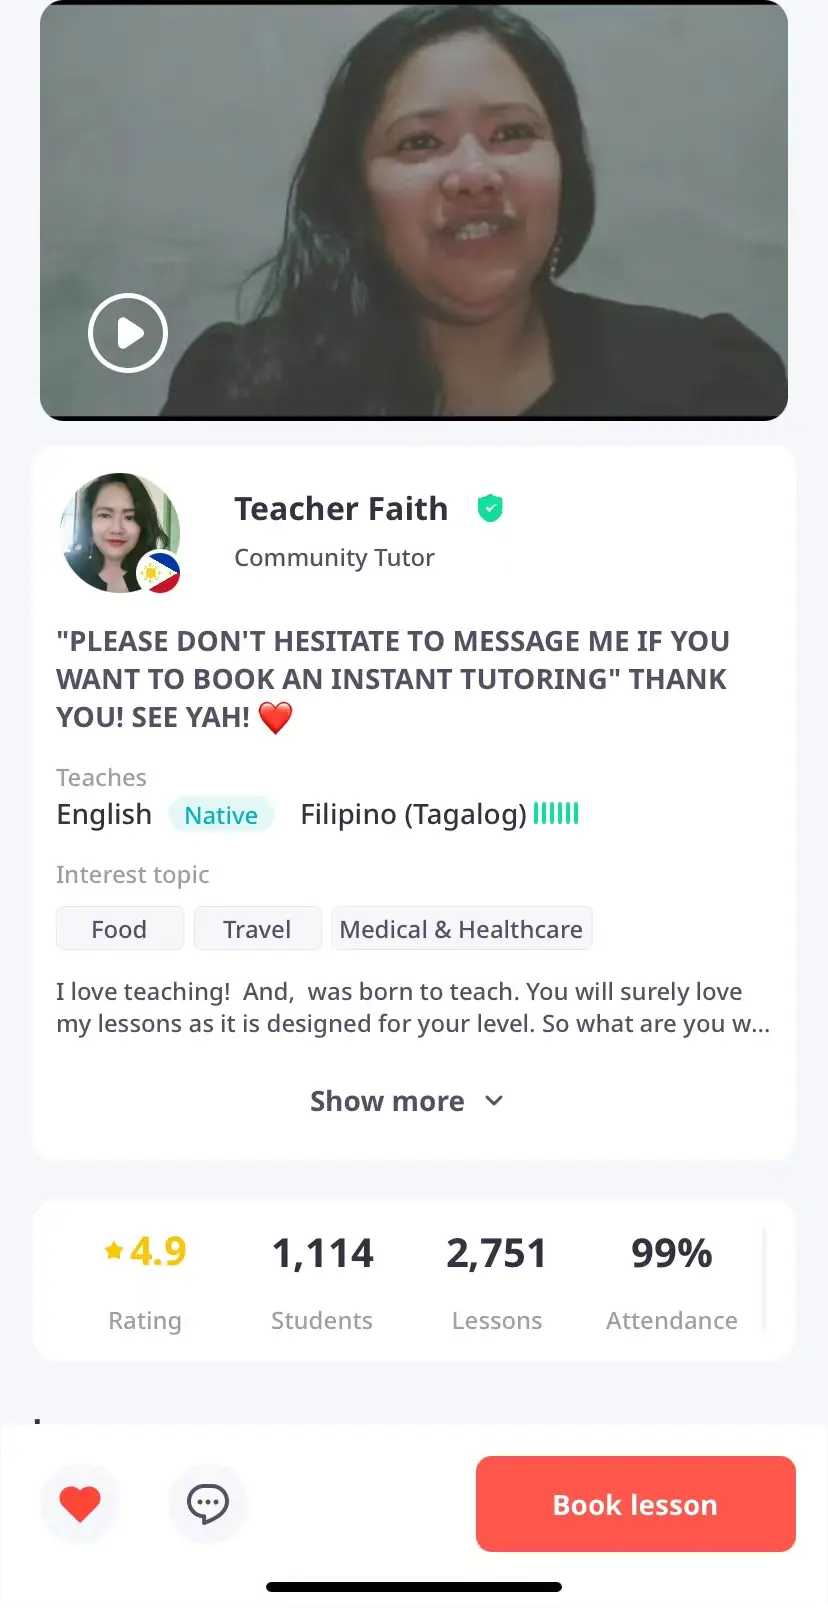 Teacher Faith
Community Tutor
"PLEASE DON'T HESITATE TO MESSAGE ME IF YOU
WANT TO BOOK AN INSTANT TUTORING" THANK
YOU! SEE YAH! ❤️
Teaches
English Native Filipino (Tagalog)
Interest topic
Food Travel Medical & Healthcare
I love teaching!  And,  was born to teach. You will surely love
my lessons as it is designed for your level. So what are you w...
Show more
4.9 1,114 2,751 99%
Rating Students Lessons Attendance
Book lesson